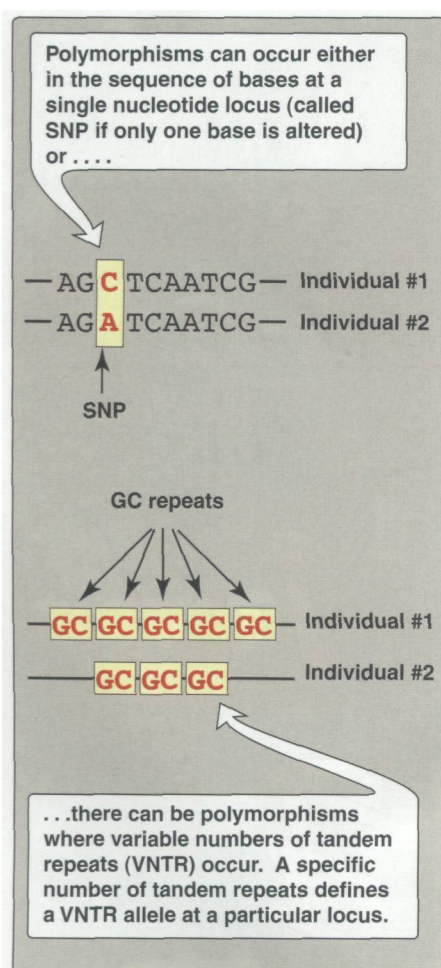 Polymorphisms can occur either
in the sequence of bases at a
single nucleotide locus (called
SNP if only one base is altered)
or . . . .
AG C TCAATCG Individual #1
AG A TCAATCG Individual #2
SNP
GC repeats
GC GC GC GC GC Individual #1
GC GC GC Individual #2
. . .there can be polymorphisms
where variable numbers of tandem
repeats (VNTR) occur. A specific
number of tandem repeats defines
a VNTR allele at a particular locus.